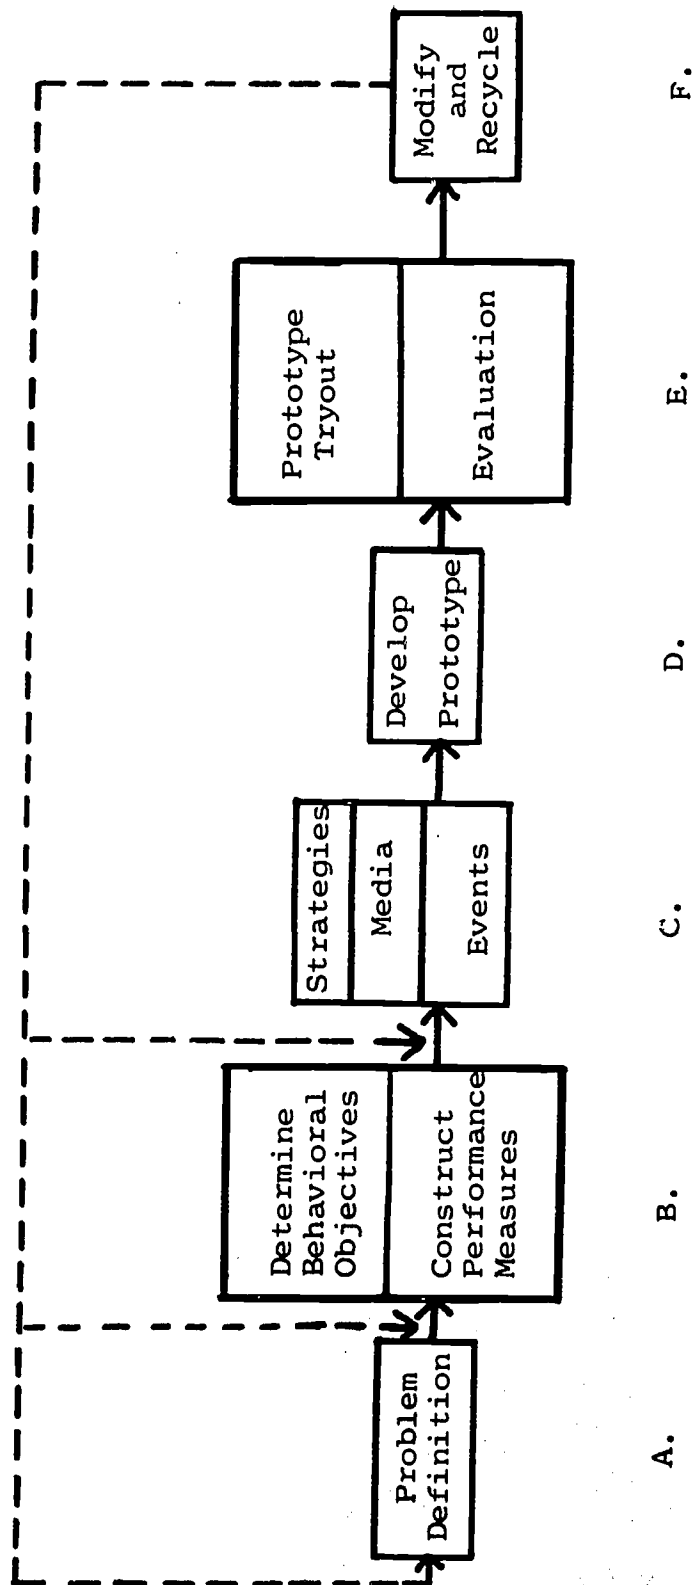 Problem
Definition
Determine
Behavioral
Objectives
Construct
Performance
Measures
Strategies
Media
Events
Develop
Prototype
Prototype
Tryout
Evaluation
Modify
and
Recycle
A.
B.
C.
D.
E.
F.